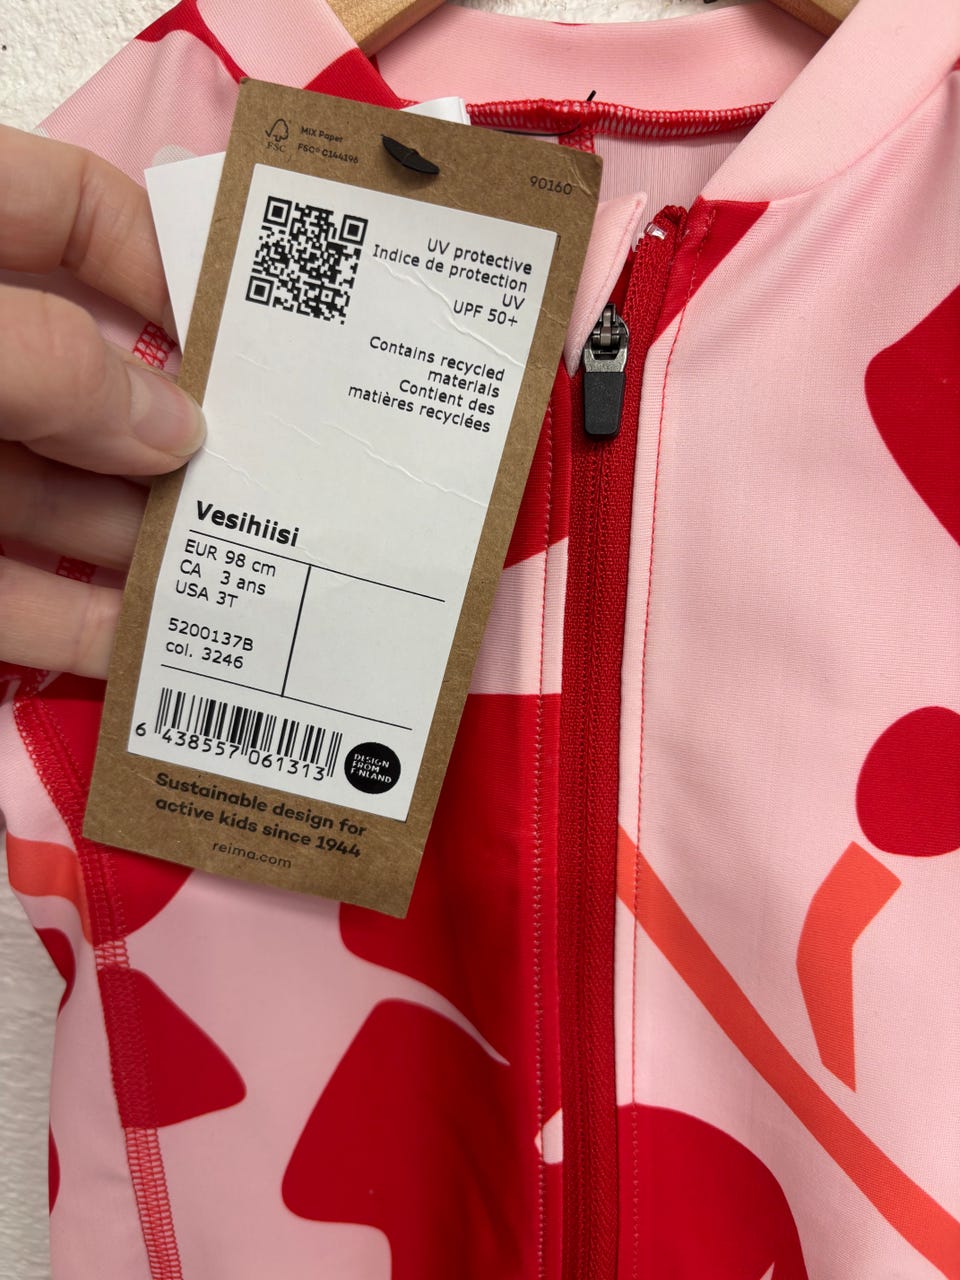 FSC
MIX Paper
FSC® C144196
90160
UV protective
Indice de protection
UV
UPF 50+
Contains recycled
materials
Contient des
matières recyclées
Vesihiisi
EUR 98 cm
CA 3 ans
USA 3T
5200137B
col. 3246
6 438557 061313
DESIGN
FROM
FINLAND
Sustainable design for
active kids since 1944
reima.com